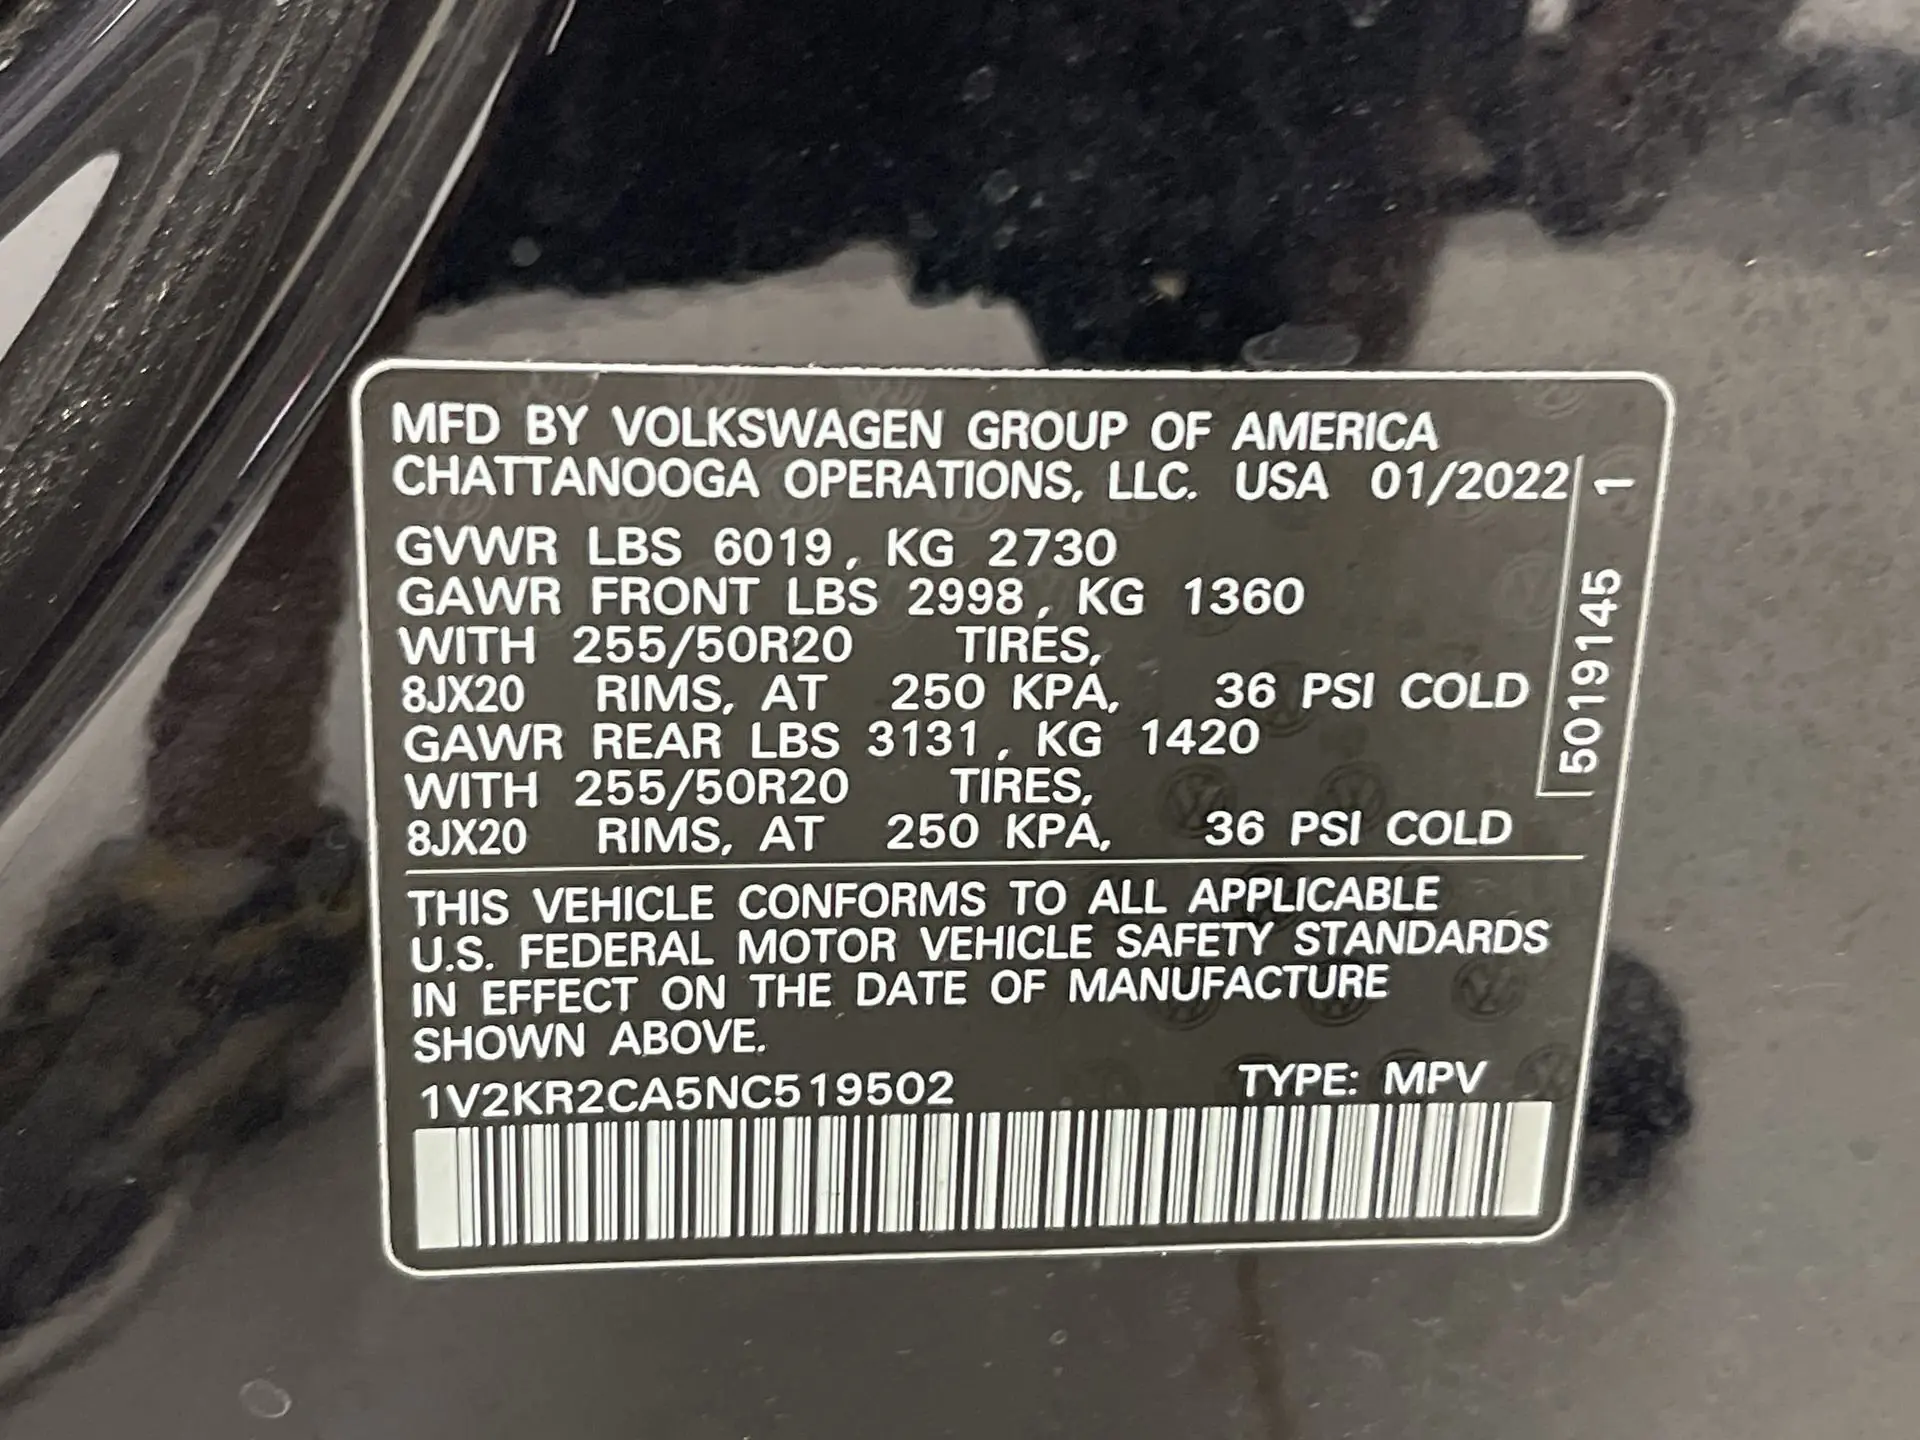 MFD BY VOLKSWAGEN GROUP OF AMERICA
CHATTANOOGA OPERATIONS, LLC. USA 01/2022
GVWR LBS 6019, KG 2730
GAWR FRONT LBS 2998, KG 1360
WITH 255/50R20 TIRES,
8JX20 RIMS, AT 250 KPA, 36 PSI COLD
GAWR REAR LBS 3131, KG 1420
WITH 255/50R20 TIRES,
8JX20 RIMS, AT 250 KPA, 36 PSI COLD
THIS VEHICLE CONFORMS TO ALL APPLICABLE
U.S. FEDERAL MOTOR VEHICLE SAFETY STANDARDS
IN EFFECT ON THE DATE OF MANUFACTURE
SHOWN ABOVE.
1V2KR2CA5NC519502 TYPE: MPV
5019145 1